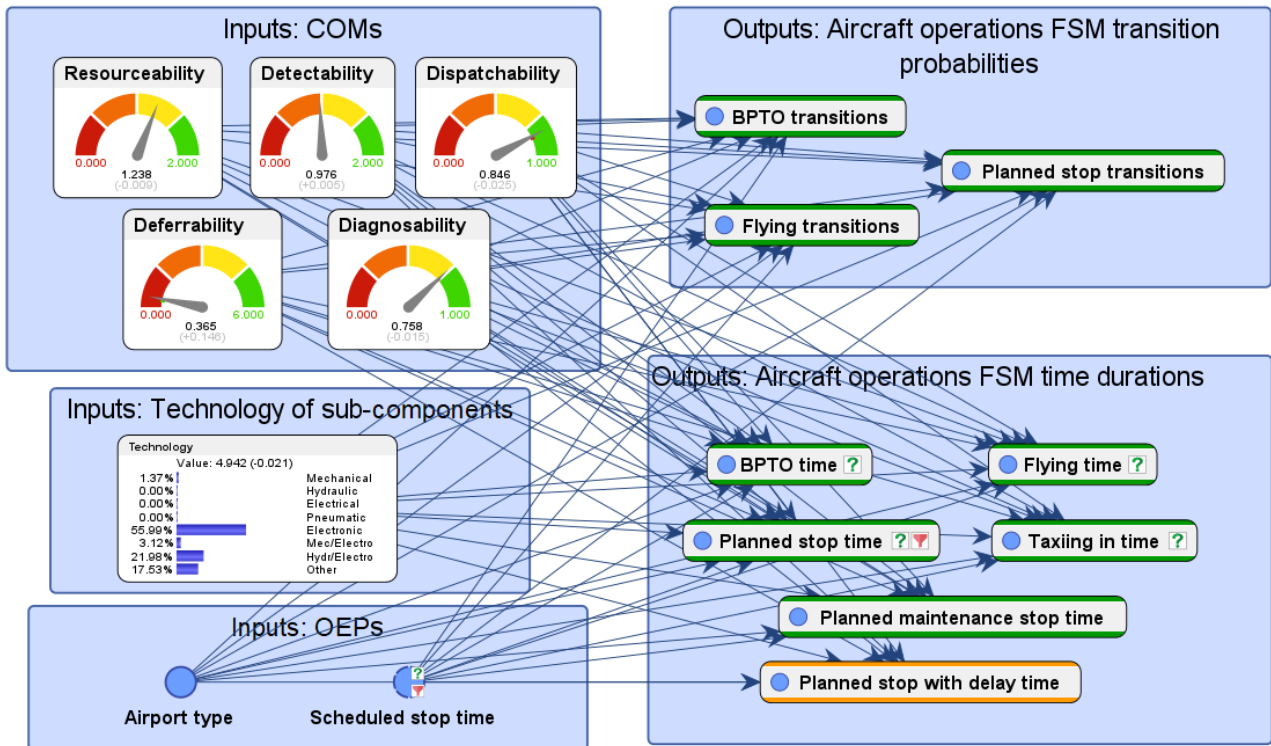 Inputs: COMs
Resourceability
0.000 2.000
1.238
(-0.009)
Detectability
0.000 2.000
0.976
(+0.005)
Dispatchability
0.000 1.000
0.846
(-0.025)
Deferrability
0.000 6.000
0.365
(+0.146)
Diagnosability
0.000 1.000
0.758
(-0.015)
Inputs: Technology of sub-components
Technology
Value: 4.942 (-0.021)
1.37% Mechanical
0.00% Hydraulic
0.00% Electrical
0.00% Pneumatic
55.99% Electronic
3.12% Mec/Electro
21.98% Hydr/Electro
17.53% Other
Inputs: OEPs
Airport type
? Scheduled stop time
Outputs: Aircraft operations FSM transition
probabilities
BPTO transitions
Planned stop transitions
Flying transitions
Outputs: Aircraft operations FSM time durations
BPTO time ?
Flying time ?
Planned stop time ?
Taxiing in time ?
Planned maintenance stop time
Planned stop with delay time